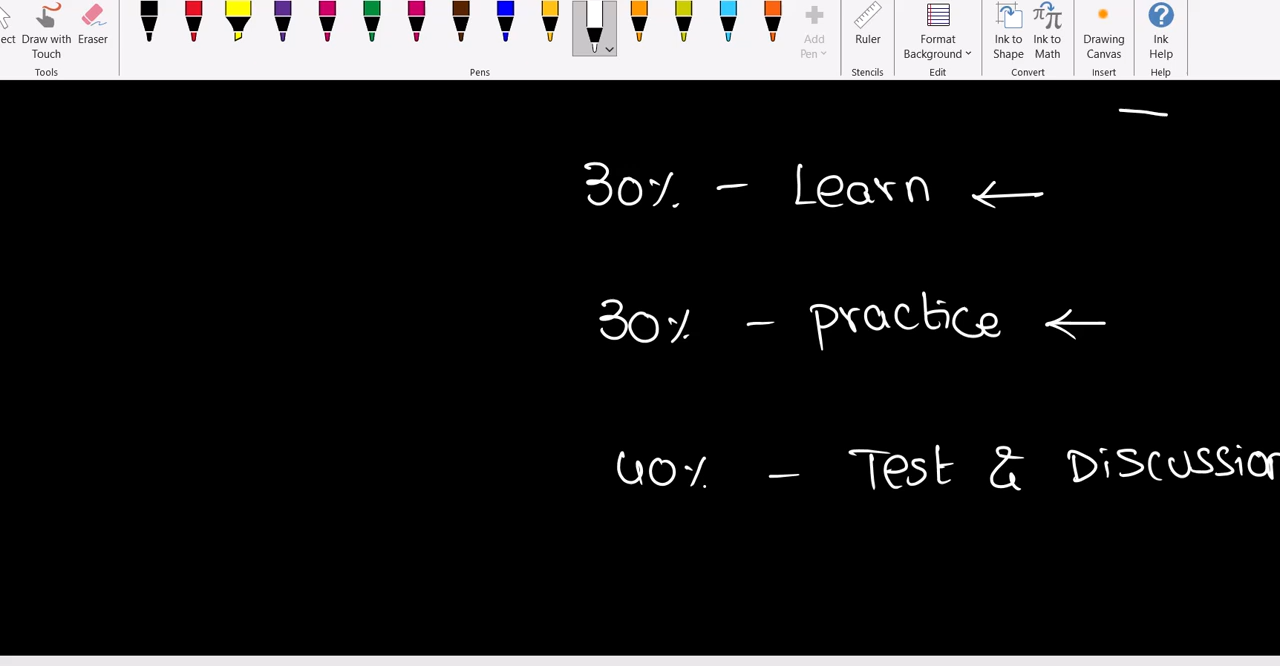 ect
Draw with Touch
Eraser
Add Pen
Ruler
Format Background
Ink to Shape
Ink to Math
Drawing Canvas
Ink Help
Tools
Pens
Stencils
Edit
Convert
Insert
Help
30% - Learn ←
30% - practice ←
40% - Test & Discussion